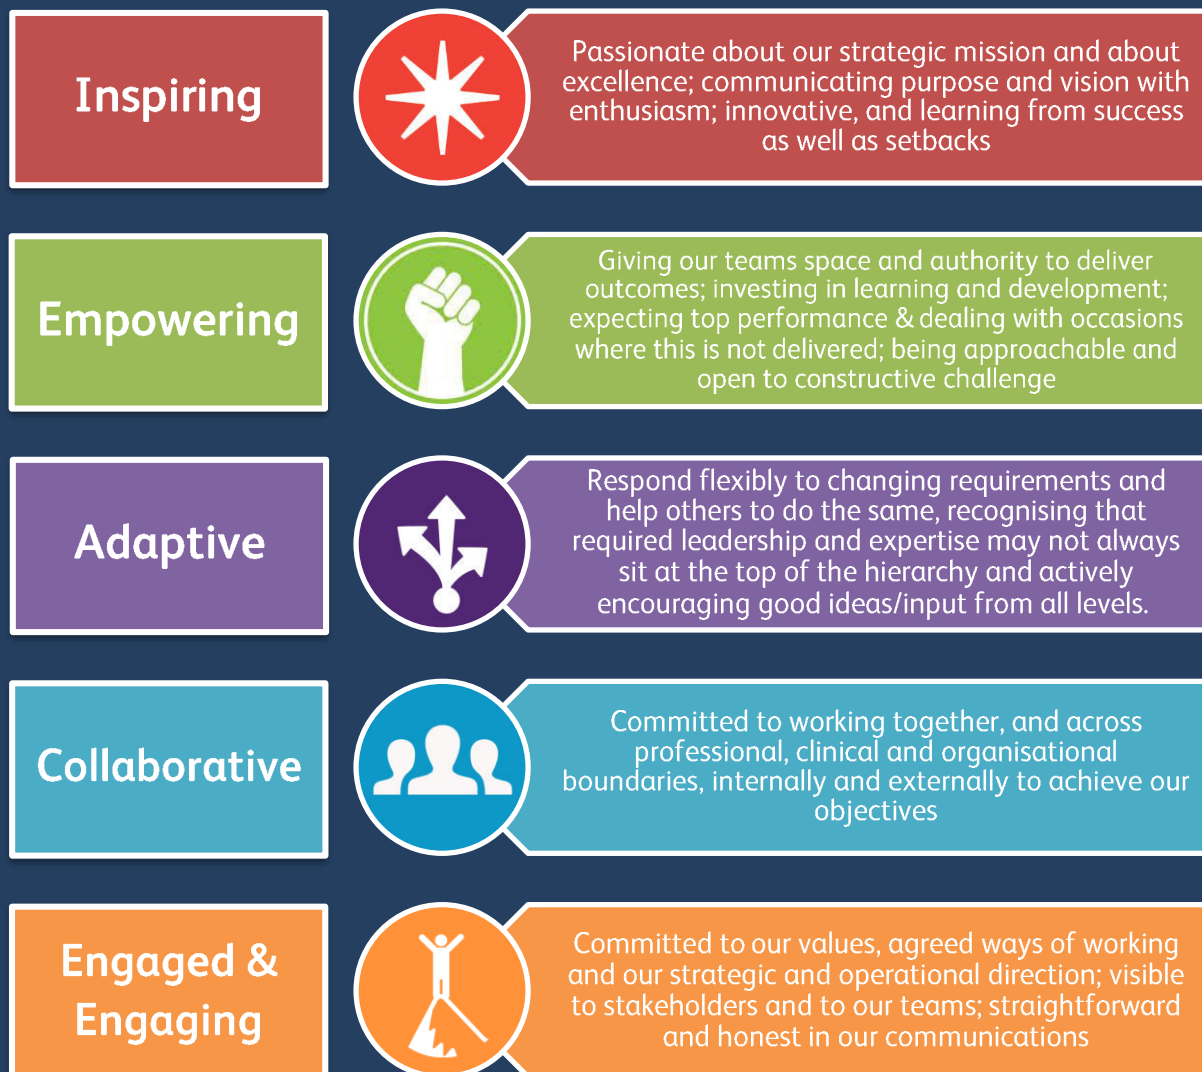 Inspiring
Passionate about our strategic mission and about
excellence; communicating purpose and vision with
enthusiasm; innovative, and learning from success
as well as setbacks
Empowering
Giving our teams space and authority to deliver
outcomes; investing in learning and development;
expecting top performance & dealing with occasions
where this is not delivered; being approachable and
open to constructive challenge
Adaptive
Respond flexibly to changing requirements and
help others to do the same, recognising that
required leadership and expertise may not always
sit at the top of the hierarchy and actively
encouraging good ideas/input from all levels.
Collaborative
Committed to working together, and across
professional, clinical and organisational
boundaries, internally and externally to achieve our
objectives
Engaged &
Engaging
Committed to our values, agreed ways of working
and our strategic and operational direction; visible
to stakeholders and to our teams; straightforward
and honest in our communications